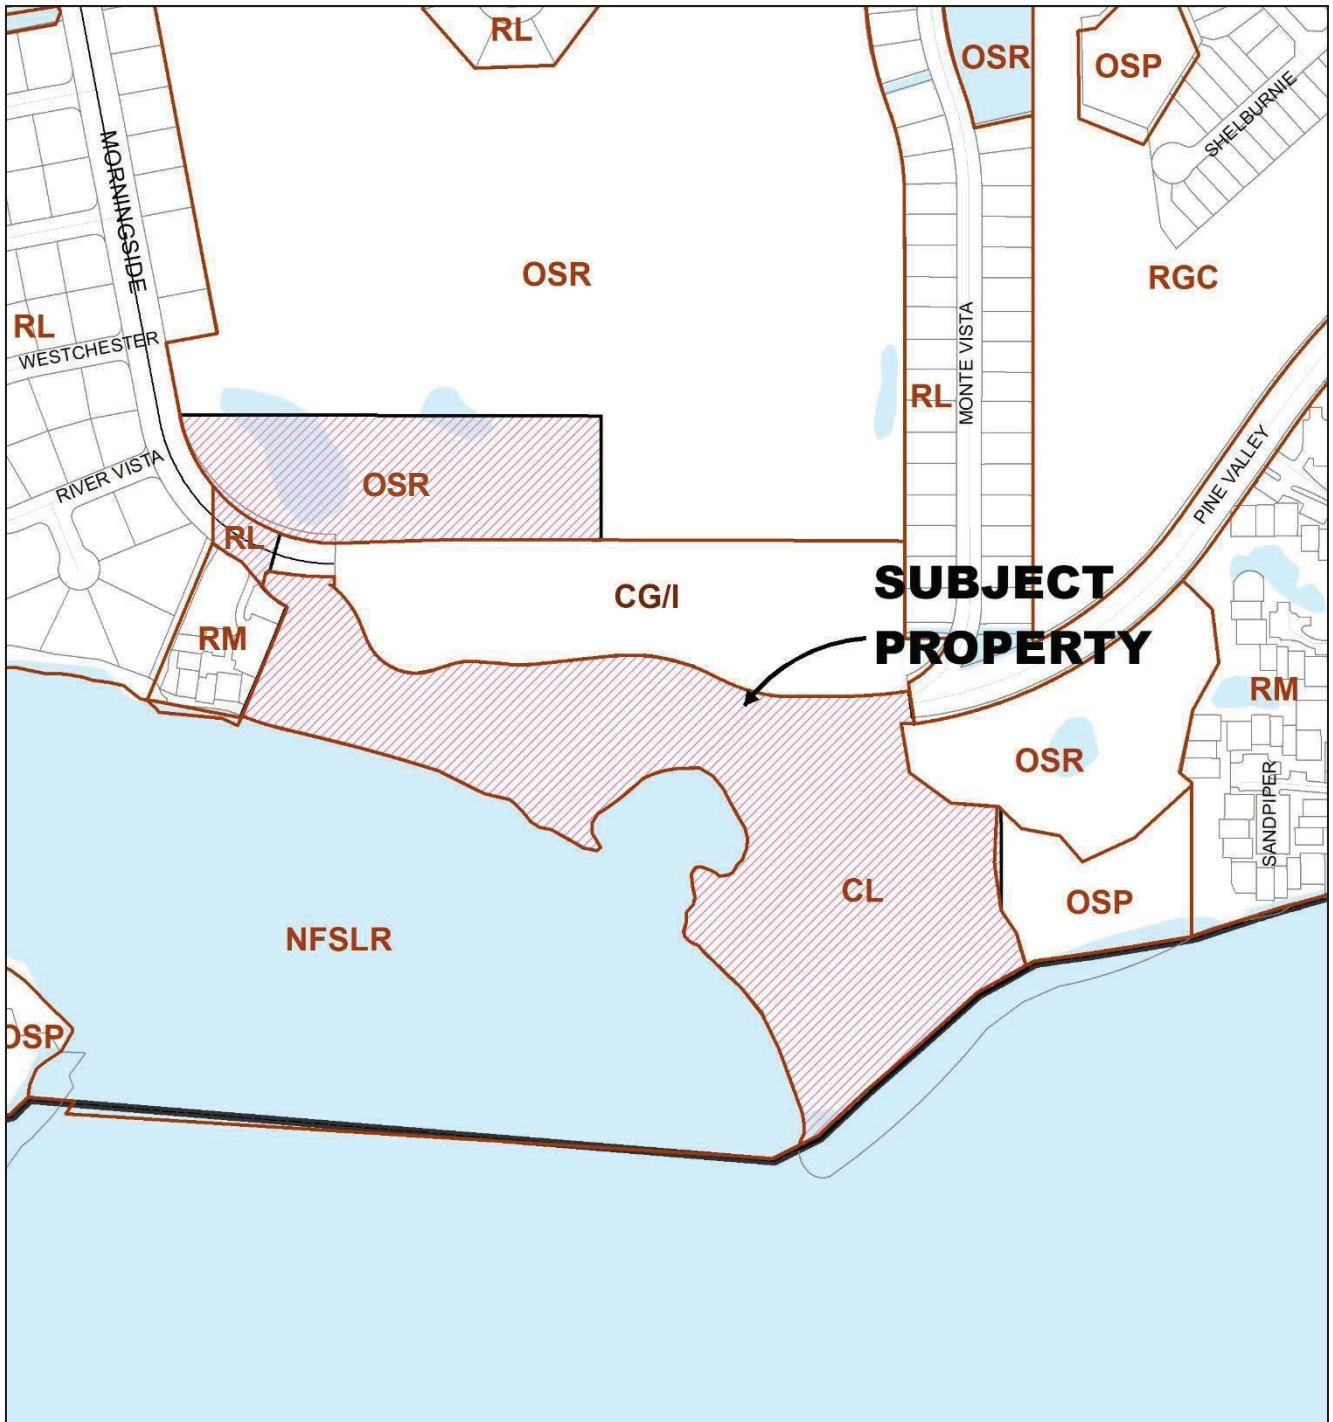 RL
OSR
OSP
SHELBURNIE
MORNINGSIDE
OSR
RGC
RL
WESTCHESTER
MONTE VISTA
RL
RIVER VISTA
OSR
PINE VALLEY
RL
CG/I
SUBJECT
PROPERTY
RM
RM
OSR
SANDPIPER
CL
OSP
NFSLR
OSP